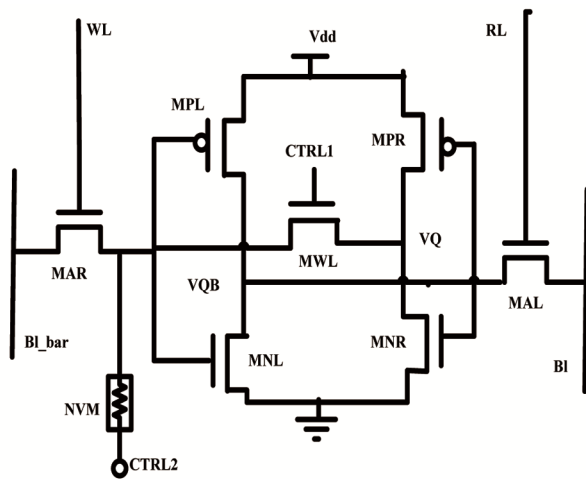 WL
Vdd
RL
MPL
MPR
CTRL1
VQ
MAR
MWL
VQB
MAL
Bl_bar
MNL
MNR
Bl
NVM
CTRL2